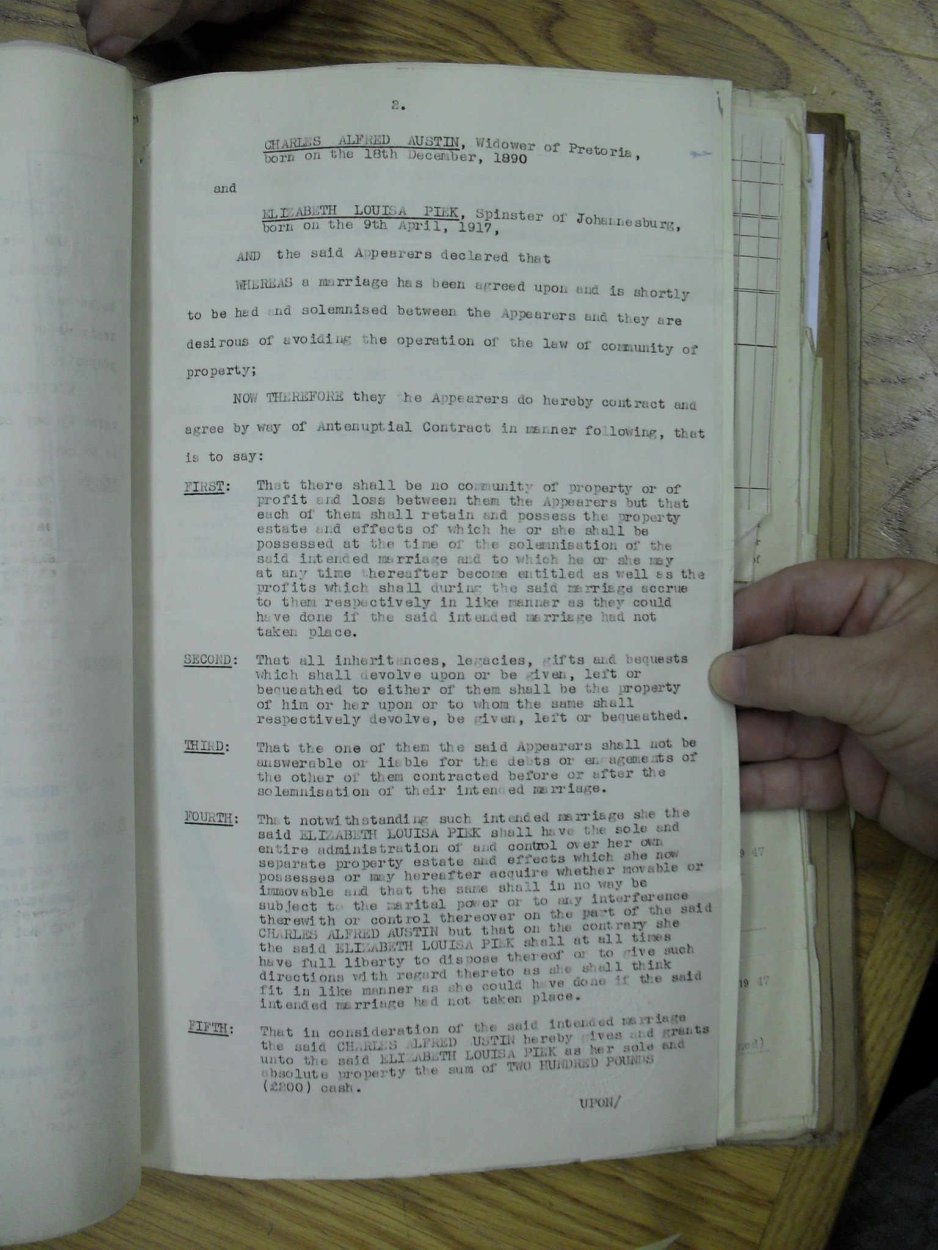 2.
CHARLES ALFRED AUSTIN, Widower of Pretoria,
born on the 18th December, 1890
and
ELIZABETH LOUISA PIEK, Spinster of Johannesburg,
born on the 9th April, 1917,
AND the said Appearers declared that
WHEREAS a marriage has been agreed upon and is shortly
to be had and solemnised between the Appearers and they are
desirous of avoiding the operation of the law of community of
property;
NOW THEREFORE they the Appearers do hereby contract and
agree by way of Antenuptial Contract in manner following, that
is to say:
FIRST: That there shall be no community of property or of
profit and loss between them the Appearers but that
each of them shall retain and possess the property
estate and effects of which he or she shall be
possessed at the time of the solemnisation of the
said intended marriage and to which he or she may
at any time thereafter become entitled as well as the
profits which shall during the said marriage accrue
to them respectively in like manner as they could
have done if the said intended marriage had not
taken place.
SECOND: That all inheritances, legacies, gifts and bequests
which shall devolve upon or be given, left or
bequeathed to either of them shall be the property
of him or her upon or to whom the same shall
respectively devolve, be given, left or bequeathed.
THIRD: That the one of them the said Appearers shall not be
answerable or liable for the debts or engagements of
the other of them contracted before or after the
solemnisation of their intended marriage.
FOURTH: That notwithstanding such intended marriage she the
said ELIZABETH LOUISA PIEK shall have the sole and
entire administration of and control over her own
separate property estate and effects which she now
possesses or may hereafter acquire whether movable or
immovable and that the same shall in no way be
subject to the marital power or to any interference
therewith or control thereover on the part of the said
CHARLES ALFRED AUSTIN but that on the contrary she
the said ELIZABETH LOUISA PIEK shall at all times
have full liberty to dispose thereof or to give such
directions with regard thereto as she shall think
fit in like manner as she could have done if the said
intended marriage had not taken place.
FIFTH: That in consideration of the said intended marriage
the said CHARLES ALFRED AUSTIN hereby gives and grants
unto the said ELIZABETH LOUISA PIEK as her sole and
absolute property the sum of TWO HUNDRED POUNDS
(£200) cash.
UPON/
19 47
19 47